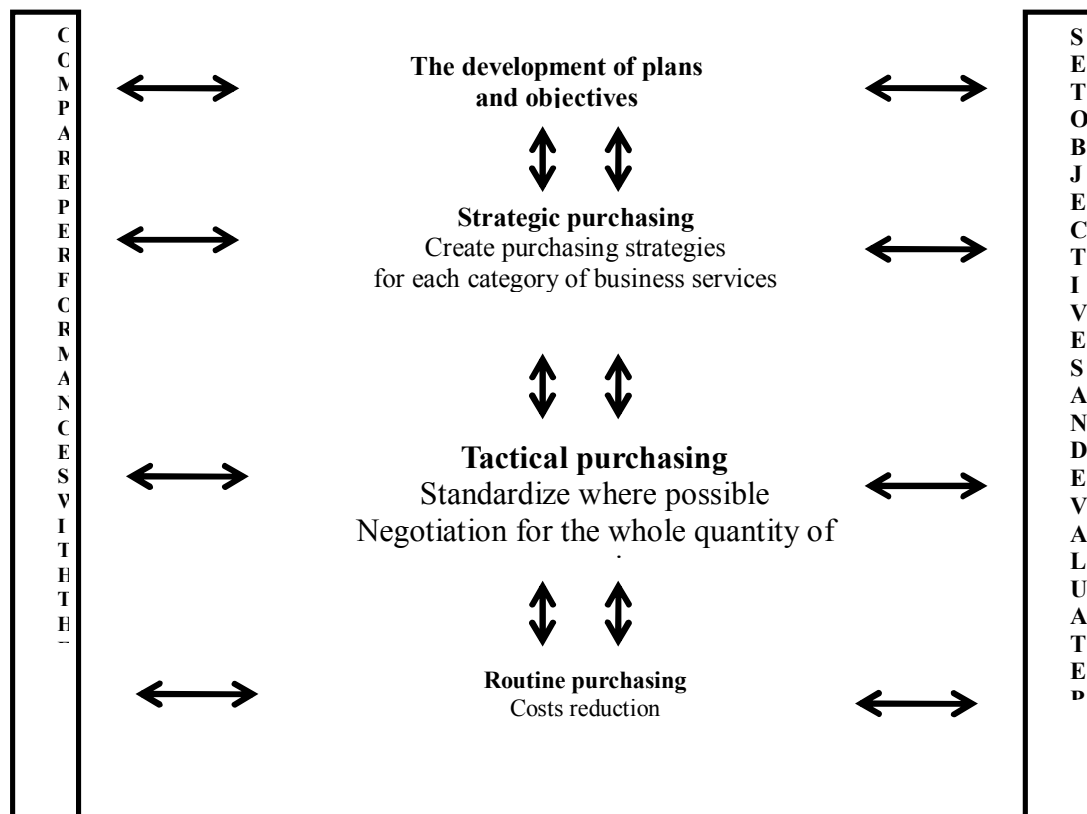 COMPAREPERFORMANCESWITHTH
The development of plans
and objectives
Strategic purchasing
Create purchasing strategies
for each category of business services
Tactical purchasing
Standardize where possible
Negotiation for the whole quantity of
Routine purchasing
Costs reduction
SETOBJECTIVESANDEVALUATE